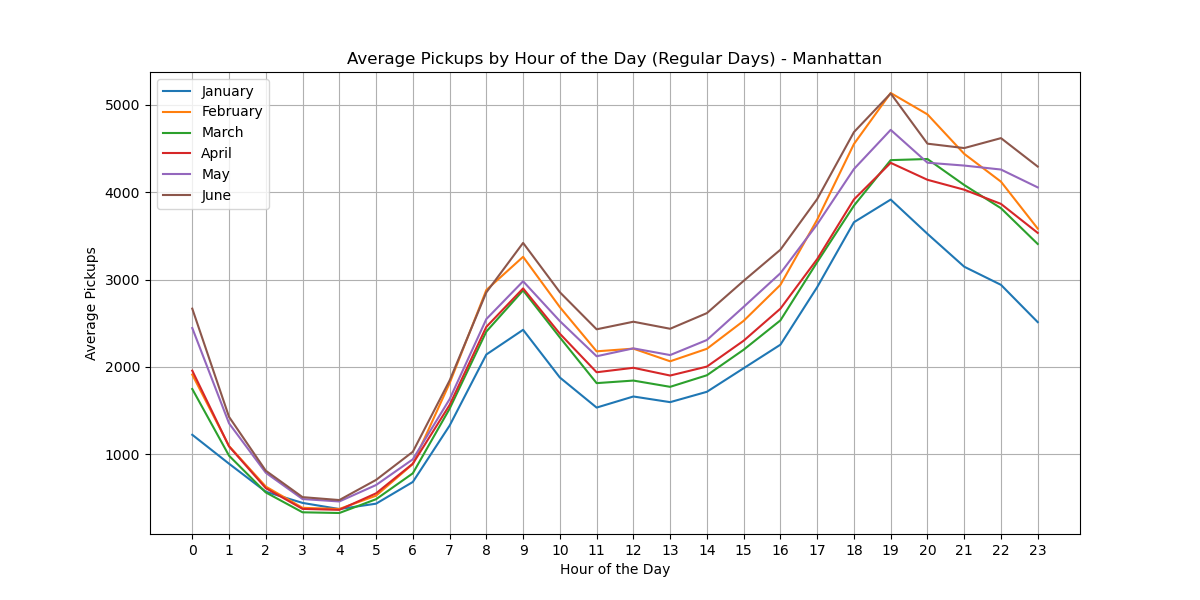 Average Pickups by Hour of the Day (Regular Days) - Manhattan
January
February
March
April
May
June
5000
4000
3000
2000
1000
Average Pickups
0 1 2 3 4 5 6 7 8 9 10 11 12 13 14 15 16 17 18 19 20 21 22 23
Hour of the Day